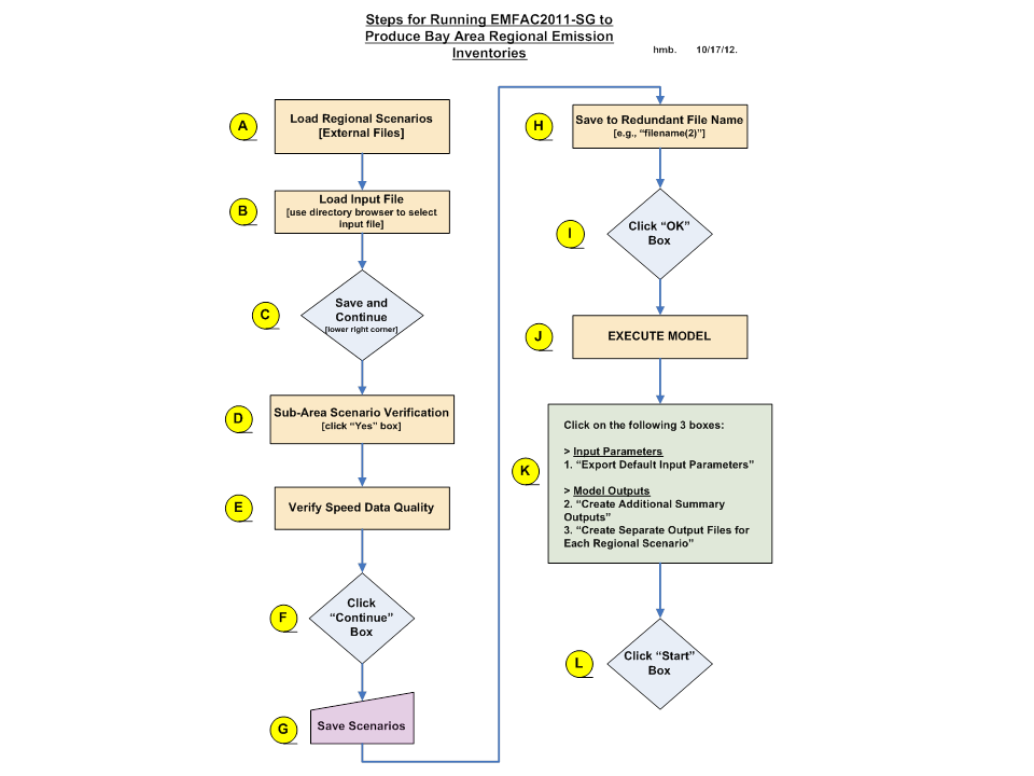 Steps for Running EMFAC2011-SG to
Produce Bay Area Regional Emission
Inventories
hmb. 10/17/12.
A
Load Regional Scenarios
[External Files]
B
Load Input File
[use directory browser to select
input file]
C
Save and
Continue
[lower right corner]
D
Sub-Area Scenario Verification
[click “Yes” box]
E
Verify Speed Data Quality
F
Click
“Continue”
Box
G
Save Scenarios
H
Save to Redundant File Name
[e.g., “filename(2)”]
I
Click “OK”
Box
J
EXECUTE MODEL
K
Click on the following 3 boxes:
> Input Parameters
1. “Export Default Input Parameters”
> Model Outputs
2. “Create Additional Summary
Outputs”
3. “Create Separate Output Files for
Each Regional Scenario”
L
Click “Start”
Box